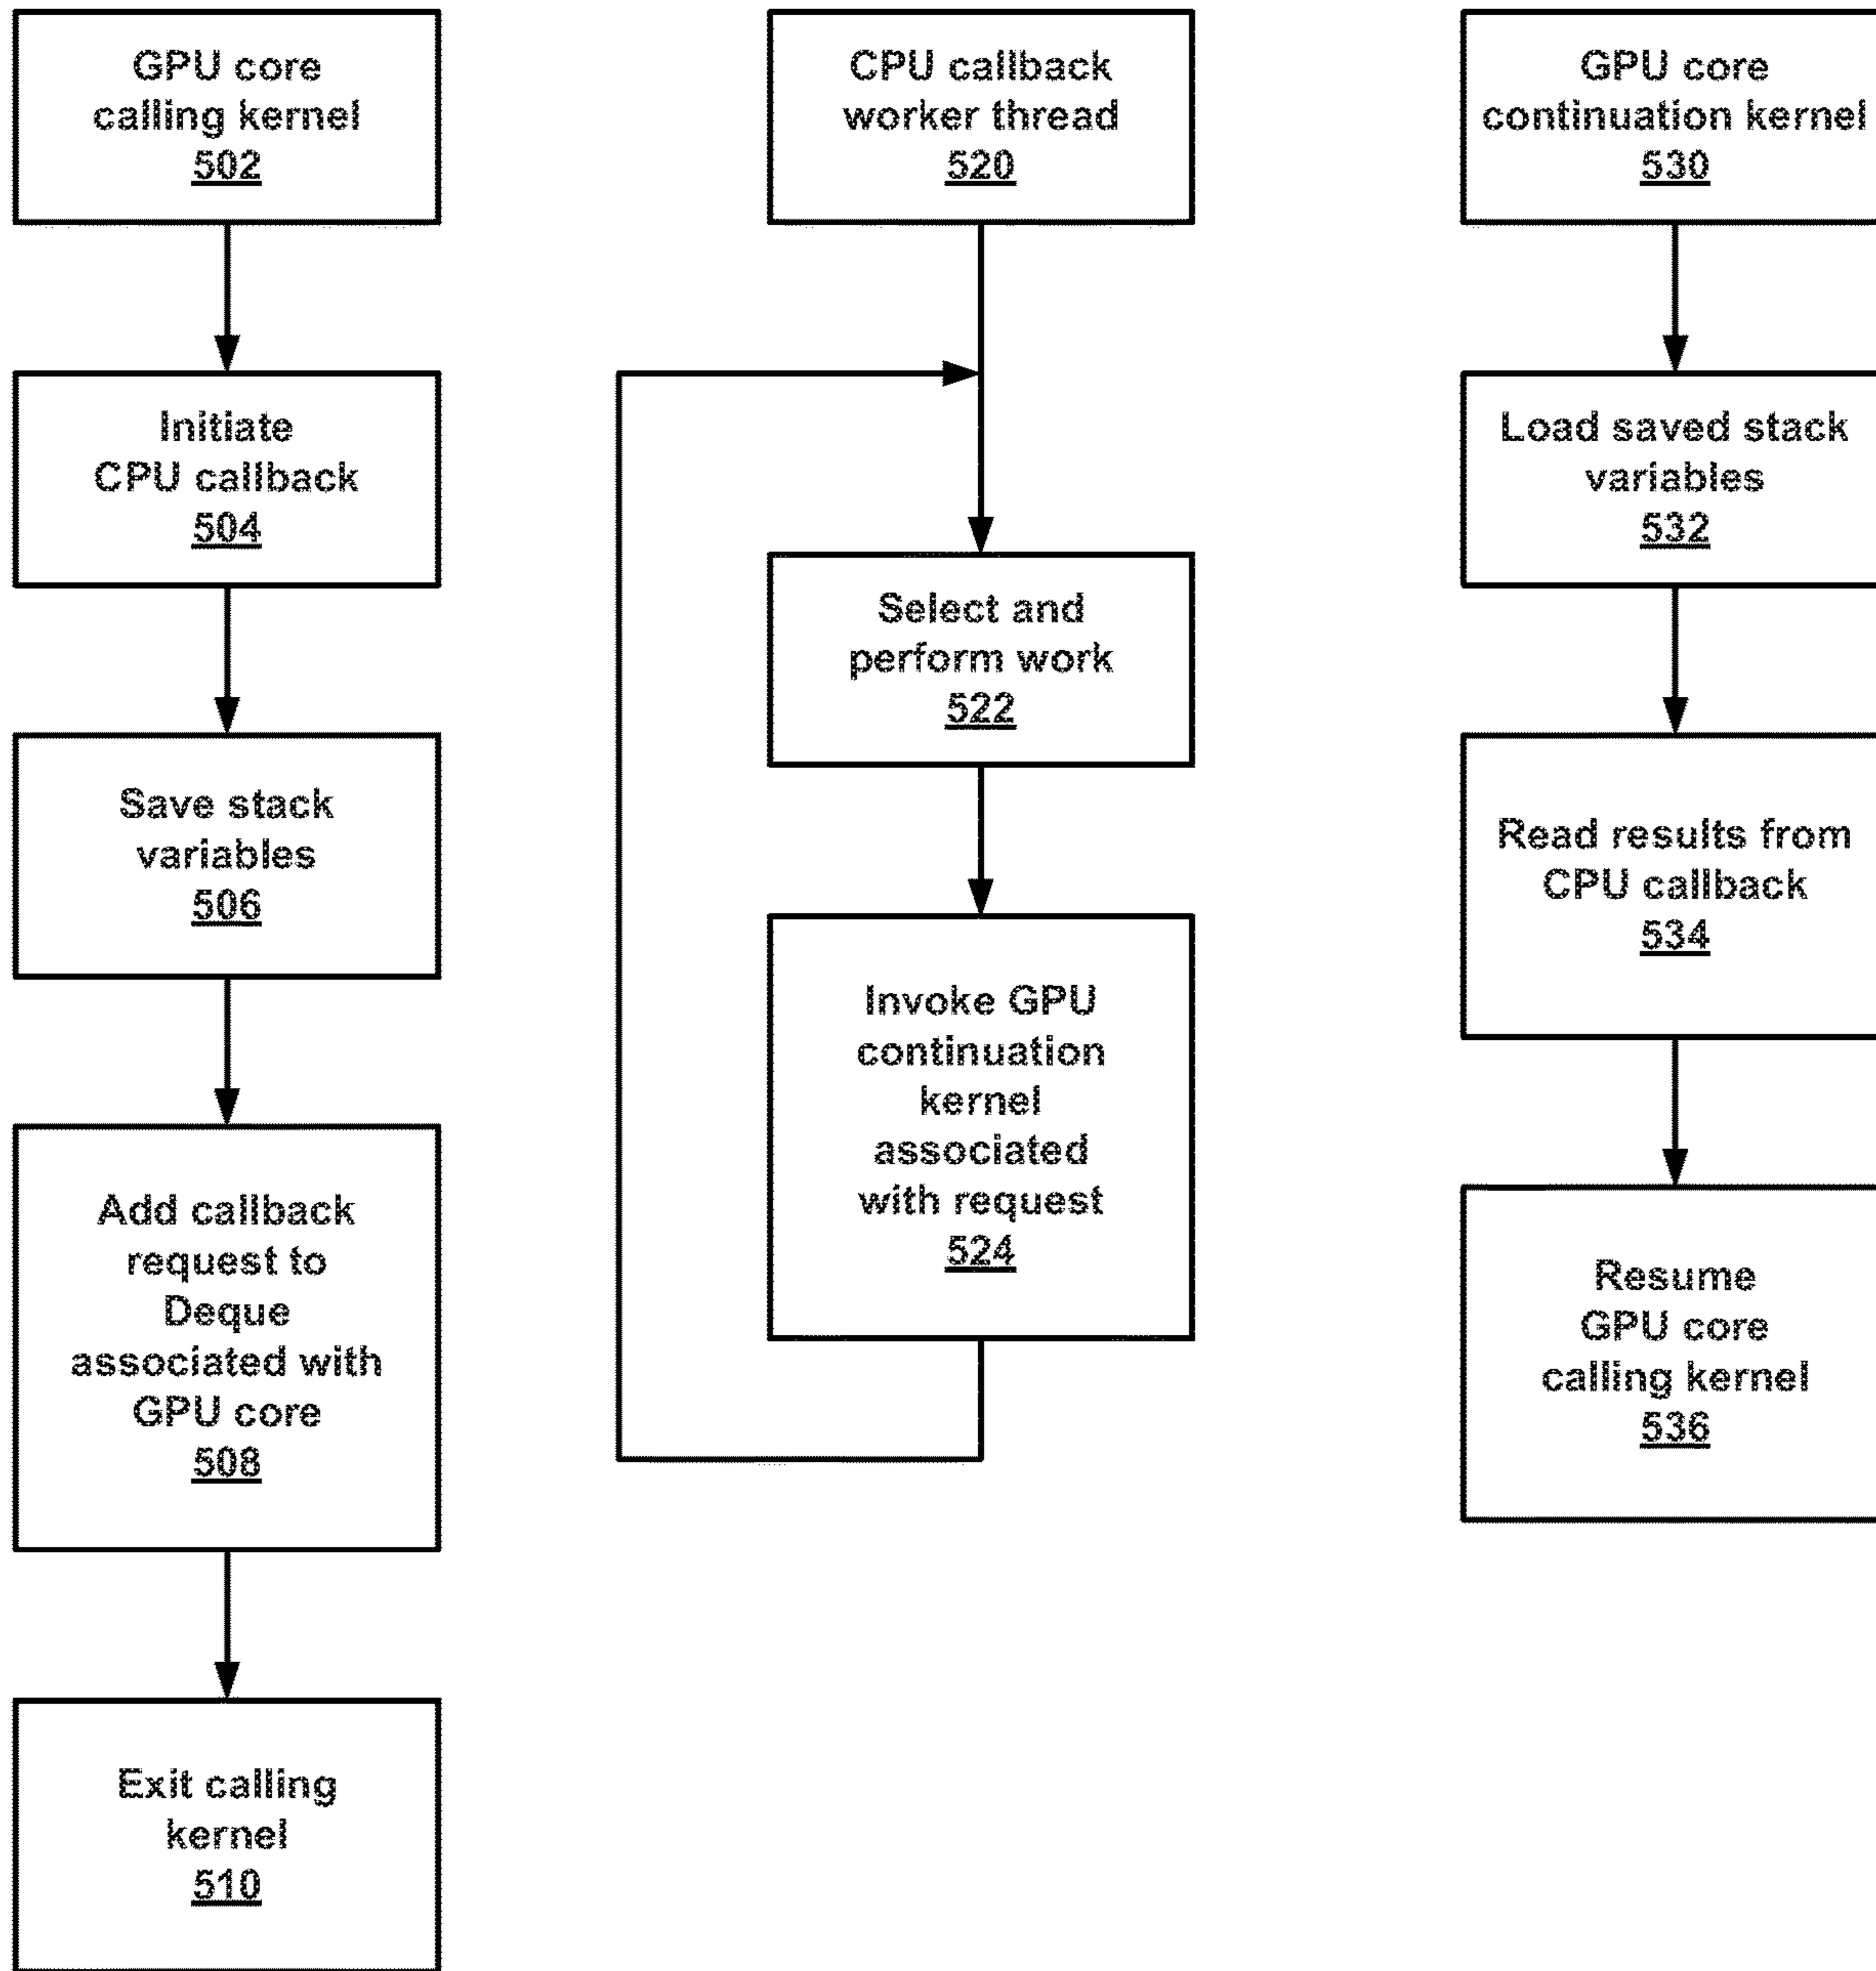 GPU core
calling kernel
502
Initiate
CPU callback
504
Save stack
variables
506
Add callback
request to
Deque
associated with
GPU core
508
Exit calling
kernel
510
CPU callback
worker thread
520
Select and
perform work
522
Invoke GPU
continuation
kernel
associated
with request
524
GPU core
continuation kernel
530
Load saved stack
variables
532
Read results from
CPU callback
534
Resume
GPU core
calling kernel
536